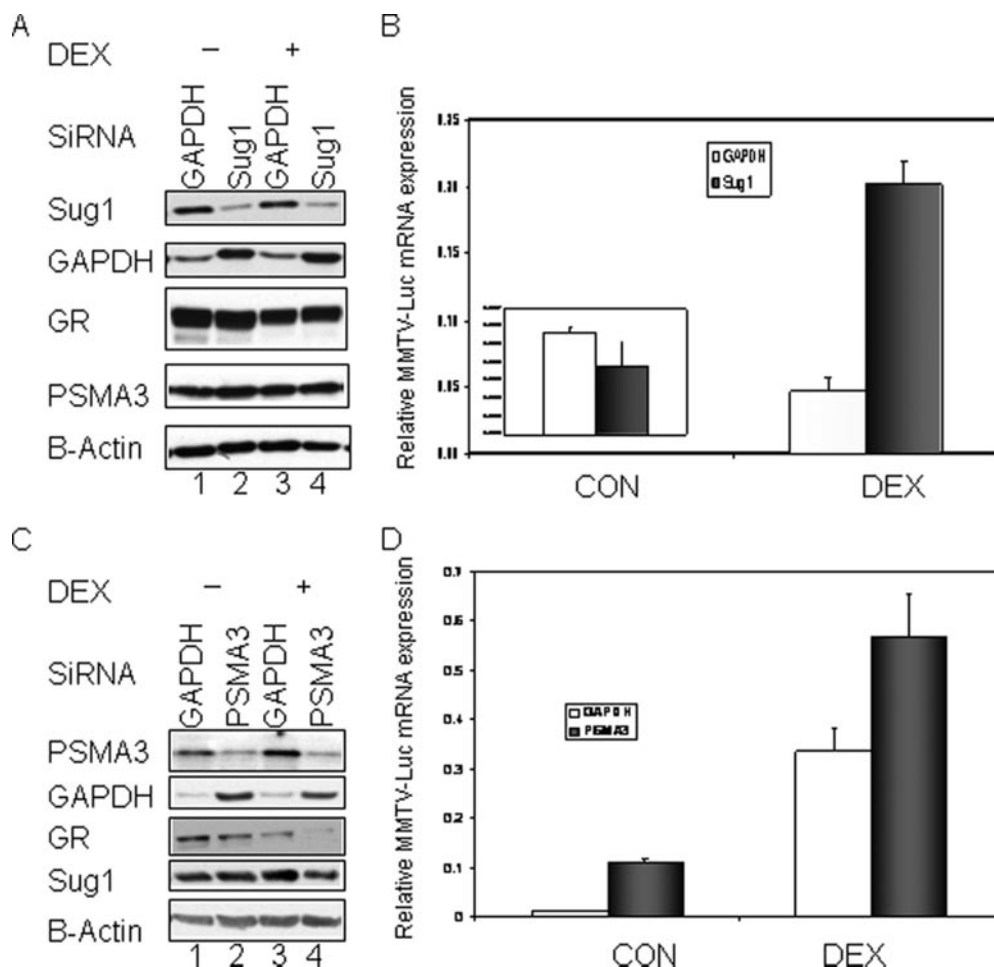 A
DEX − +
SiRNA GAPDH Sug1 GAPDH Sug1
Sug1
GAPDH
GR
PSMA3
B-Actin
1 2 3 4
B
Relative MMTV-Luc mRNA expression
GAPDH
Sug1
CON DEX
C
DEX − +
SiRNA GAPDH PSMA3 GAPDH PSMA3
PSMA3
GAPDH
GR
Sug1
B-Actin
1 2 3 4
D
Relative MMTV-Luc mRNA expression
0.7
0.6
0.5
0.4
0.3
0.2
0.1
0
GAPDH
PSMA3
CON DEX